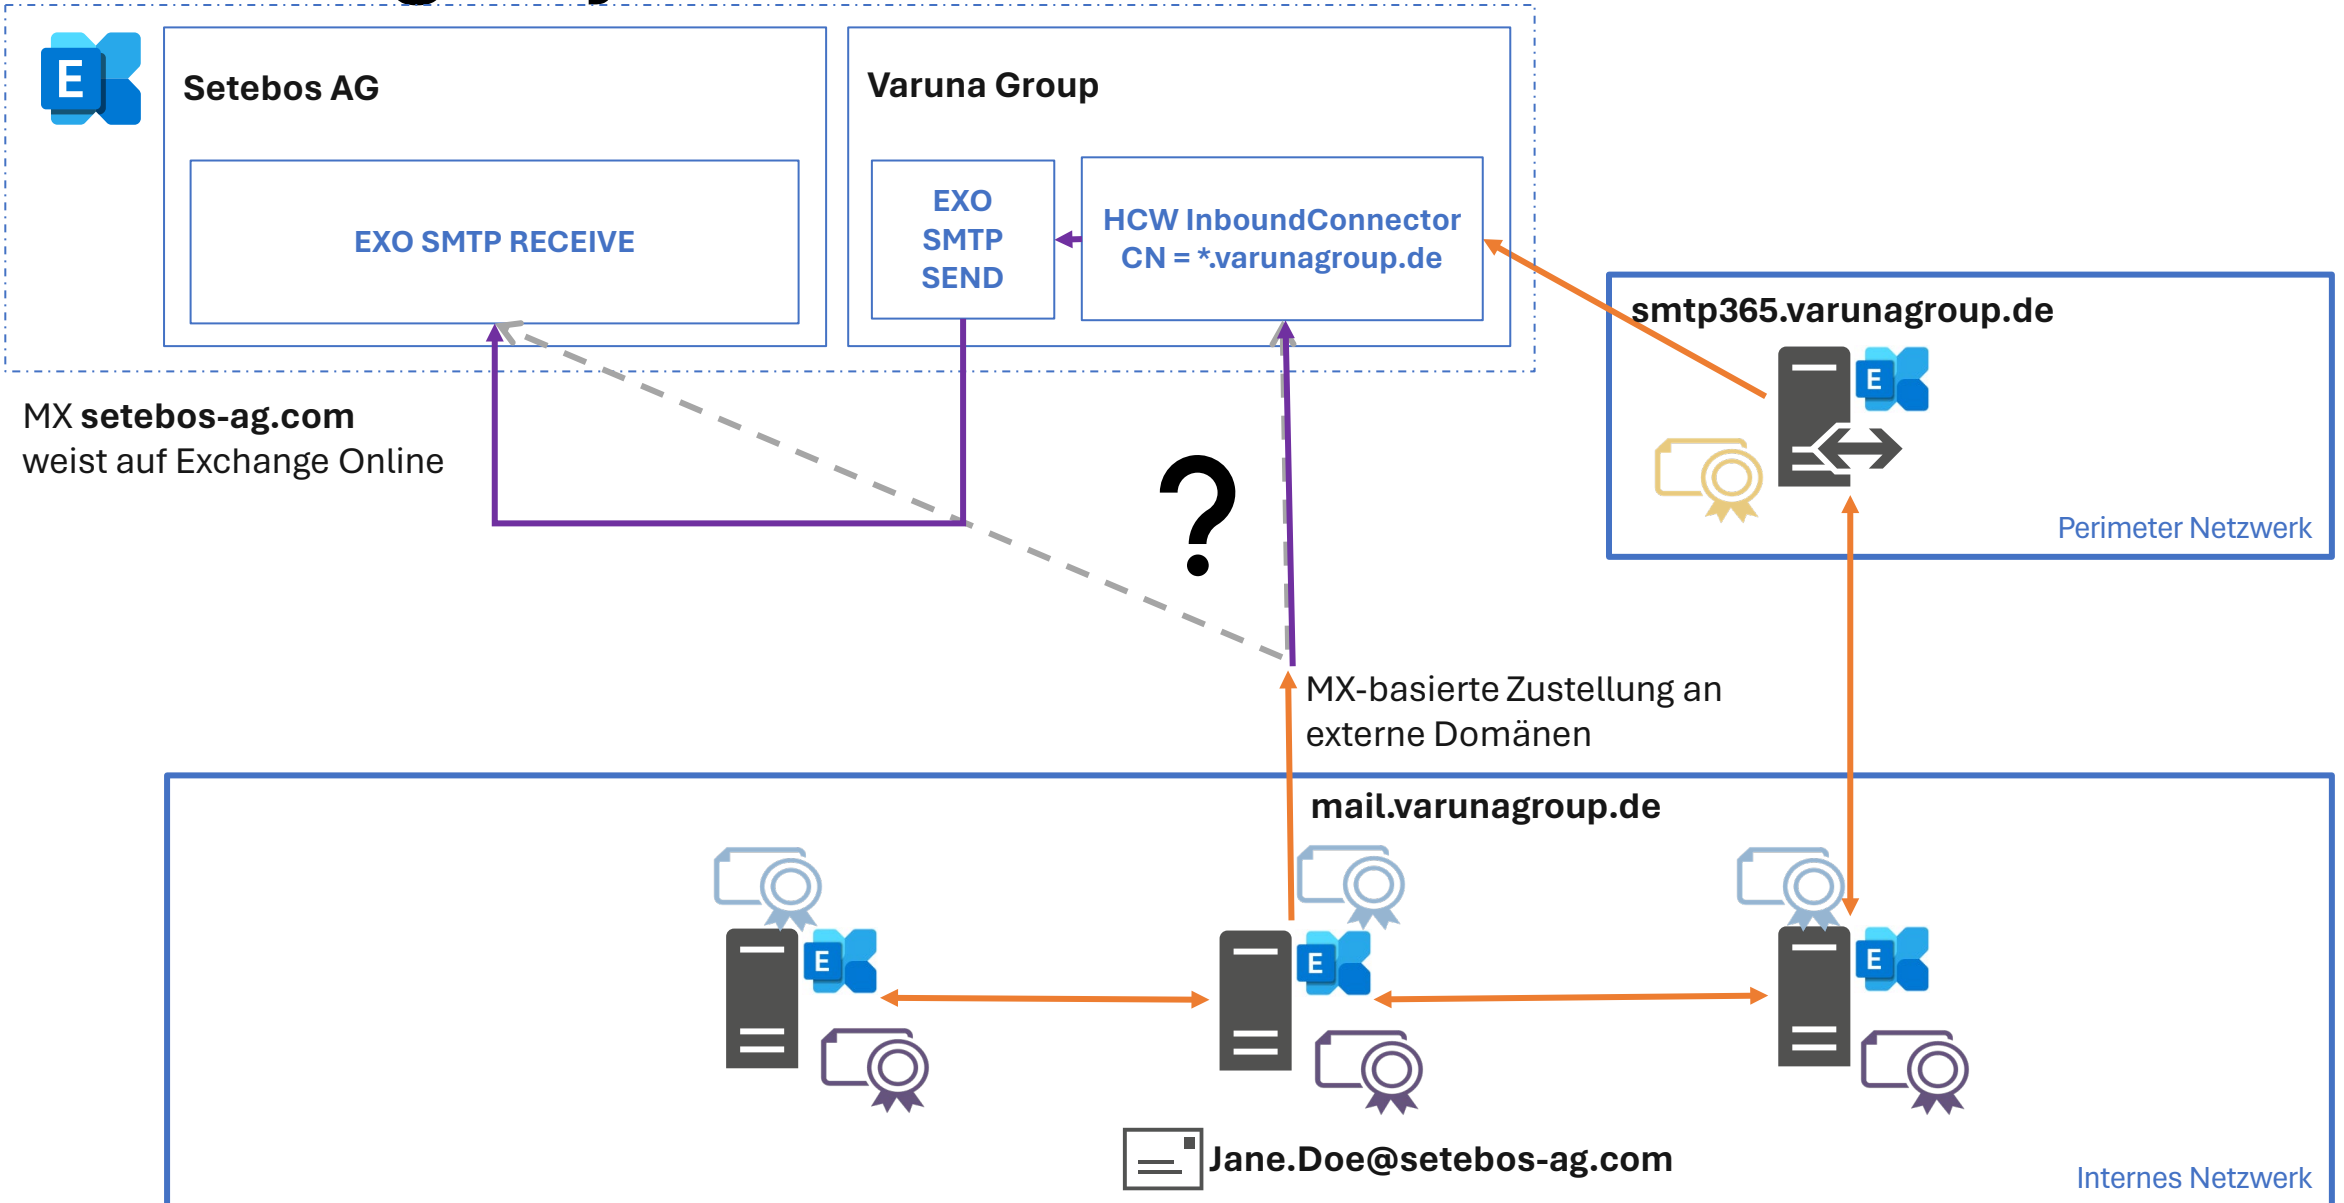 E
Setebos AG
Varuna Group
EXO SMTP RECEIVE
EXO
SMTP
SEND
HCW InboundConnector
CN = *.varunagroup.de
smtp365.varunagroup.de
E
Perimeter Netzwerk
MX setebos-ag.com
weist auf Exchange Online
?
MX-basierte Zustellung an
externe Domänen
mail.varunagroup.de
E
E
E
Jane.Doe@setebos-ag.com
Internes Netzwerk